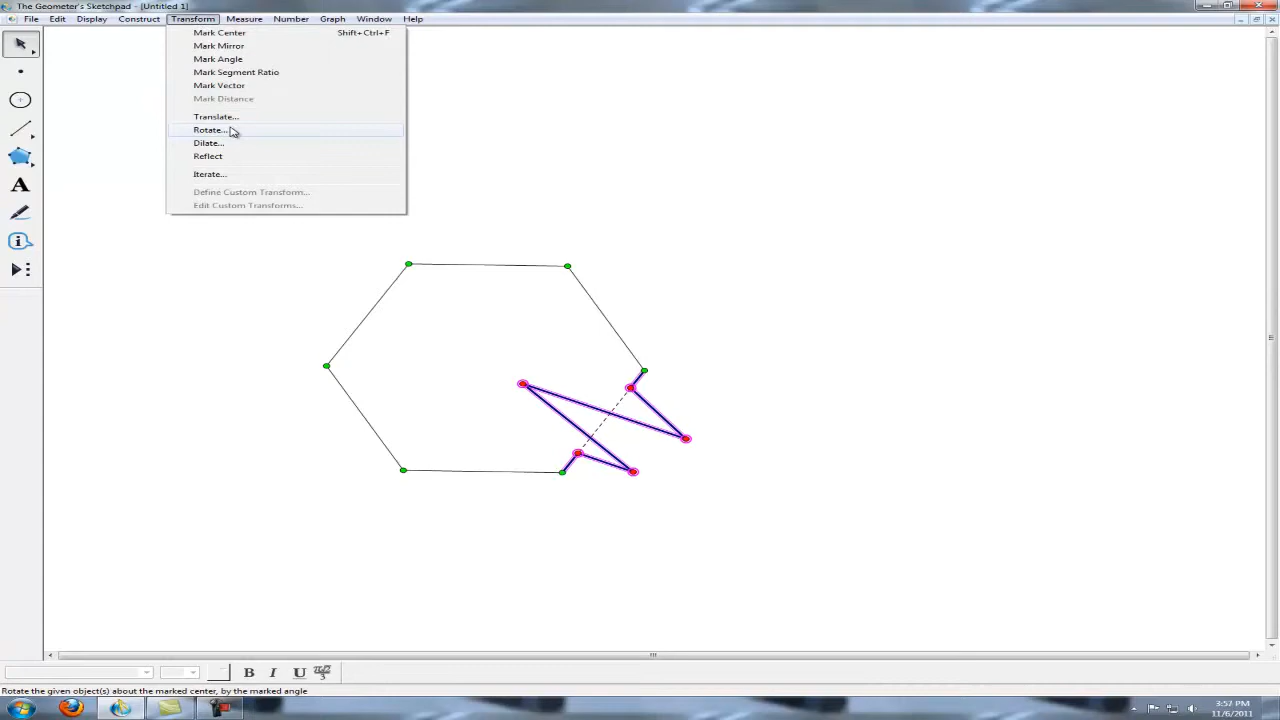 The Geometer's Sketchpad - [Untitled 1]
File Edit Display Construct Transform Measure Number Graph Window Help
Mark Center Shift+Ctrl+F
Mark Mirror
Mark Angle
Mark Segment Ratio
Mark Vector
Mark Distance
Translate...
Rotate...
Dilate...
Reflect
Iterate...
Define Custom Transform...
Edit Custom Transforms...
A
B I U
Rotate the given object(s) about the marked center, by the marked angle
3:57 PM
11/6/2011